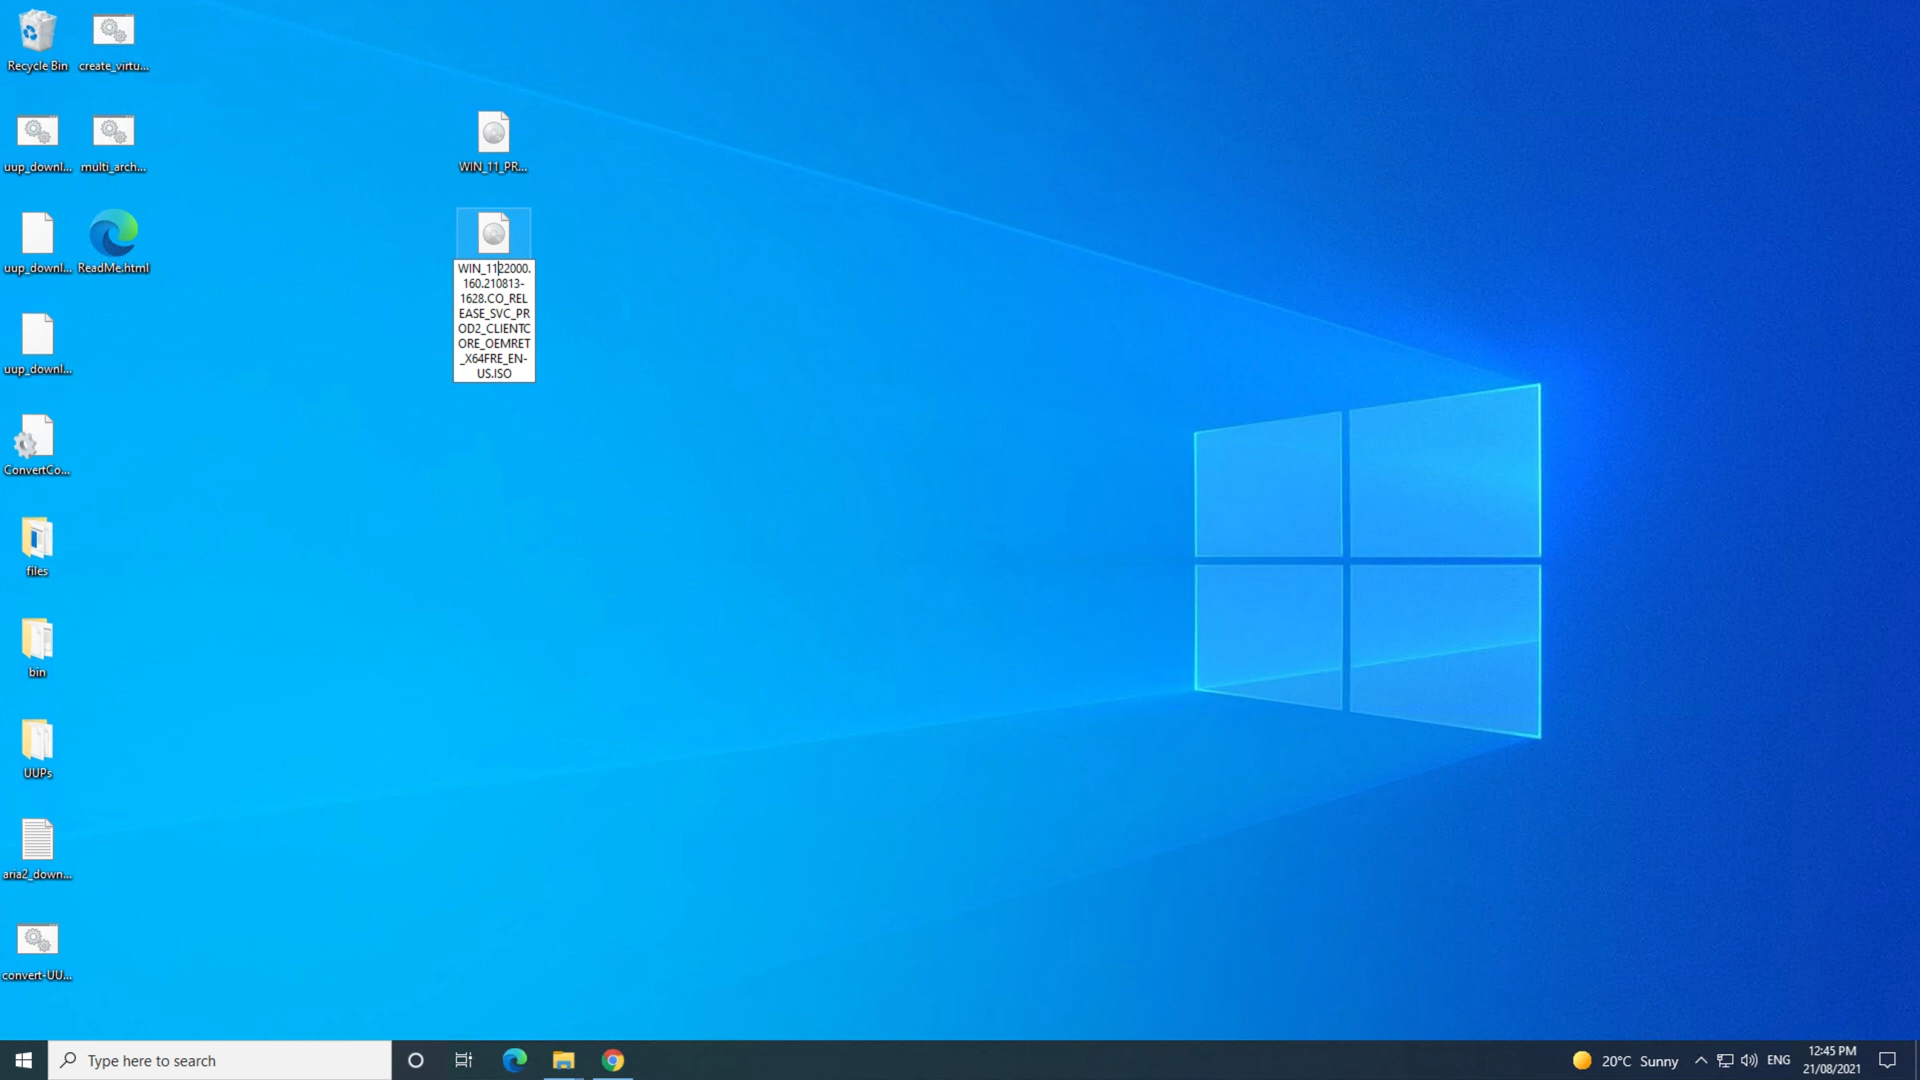 Recycle Bin
create_virtu...
uup_downl...
multi_arch...
WIN_11_PR...
uup_downl...
ReadMe.html
WIN_1122000.
160.210813-
1628.CO_REL
EASE_SVC_PR
OD2_CLIENTC
ORE_OEMRET
_X64FRE_EN-
US.ISO
uup_downl...
ConvertCo...
files
bin
UUPs
aria2_down...
convert-UU...
Type here to search
20°C Sunny
ENG
12:45 PM
21/08/2021